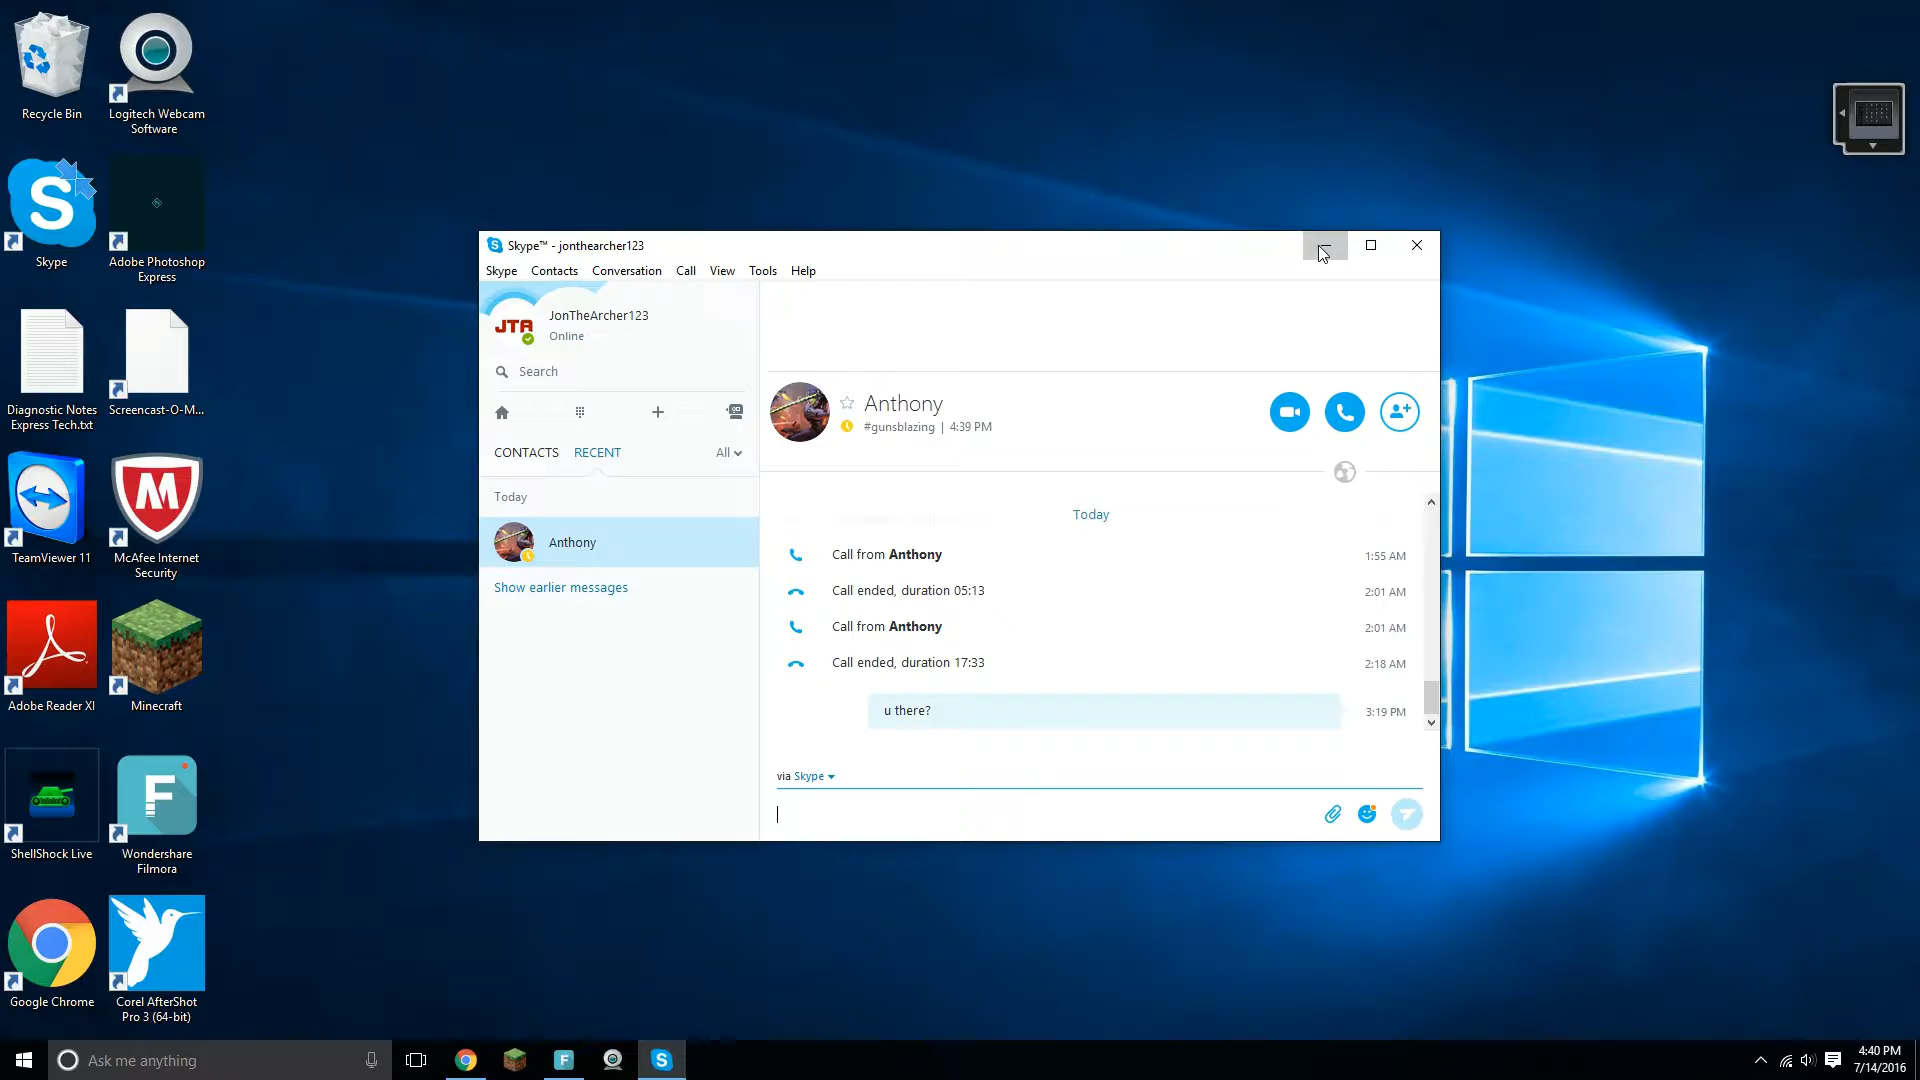 Recycle Bin
Logitech Webcam
Software
Skype
Adobe Photoshop
Express
Diagnostic Notes
Express Tech.txt
Screencast-O-M...
TeamViewer 11
McAfee Internet
Security
Adobe Reader XI
Minecraft
ShellShock Live
Wondershare
Filmora
Google Chrome
Corel AfterShot
Pro 3 (64-bit)
Skype™ - jonthearcher123
Skype Contacts Conversation Call View Tools Help
JTA
JonTheArcher123
Online
Search
CONTACTS RECENT All
Today
Anthony
Show earlier messages
Anthony
#gunsblazing | 4:39 PM
Today
Call from Anthony 1:55 AM
Call ended, duration 05:13 2:01 AM
Call from Anthony 2:01 AM
Call ended, duration 17:33 2:18 AM
u there? 3:19 PM
via Skype
Ask me anything
4:40 PM
7/14/2016